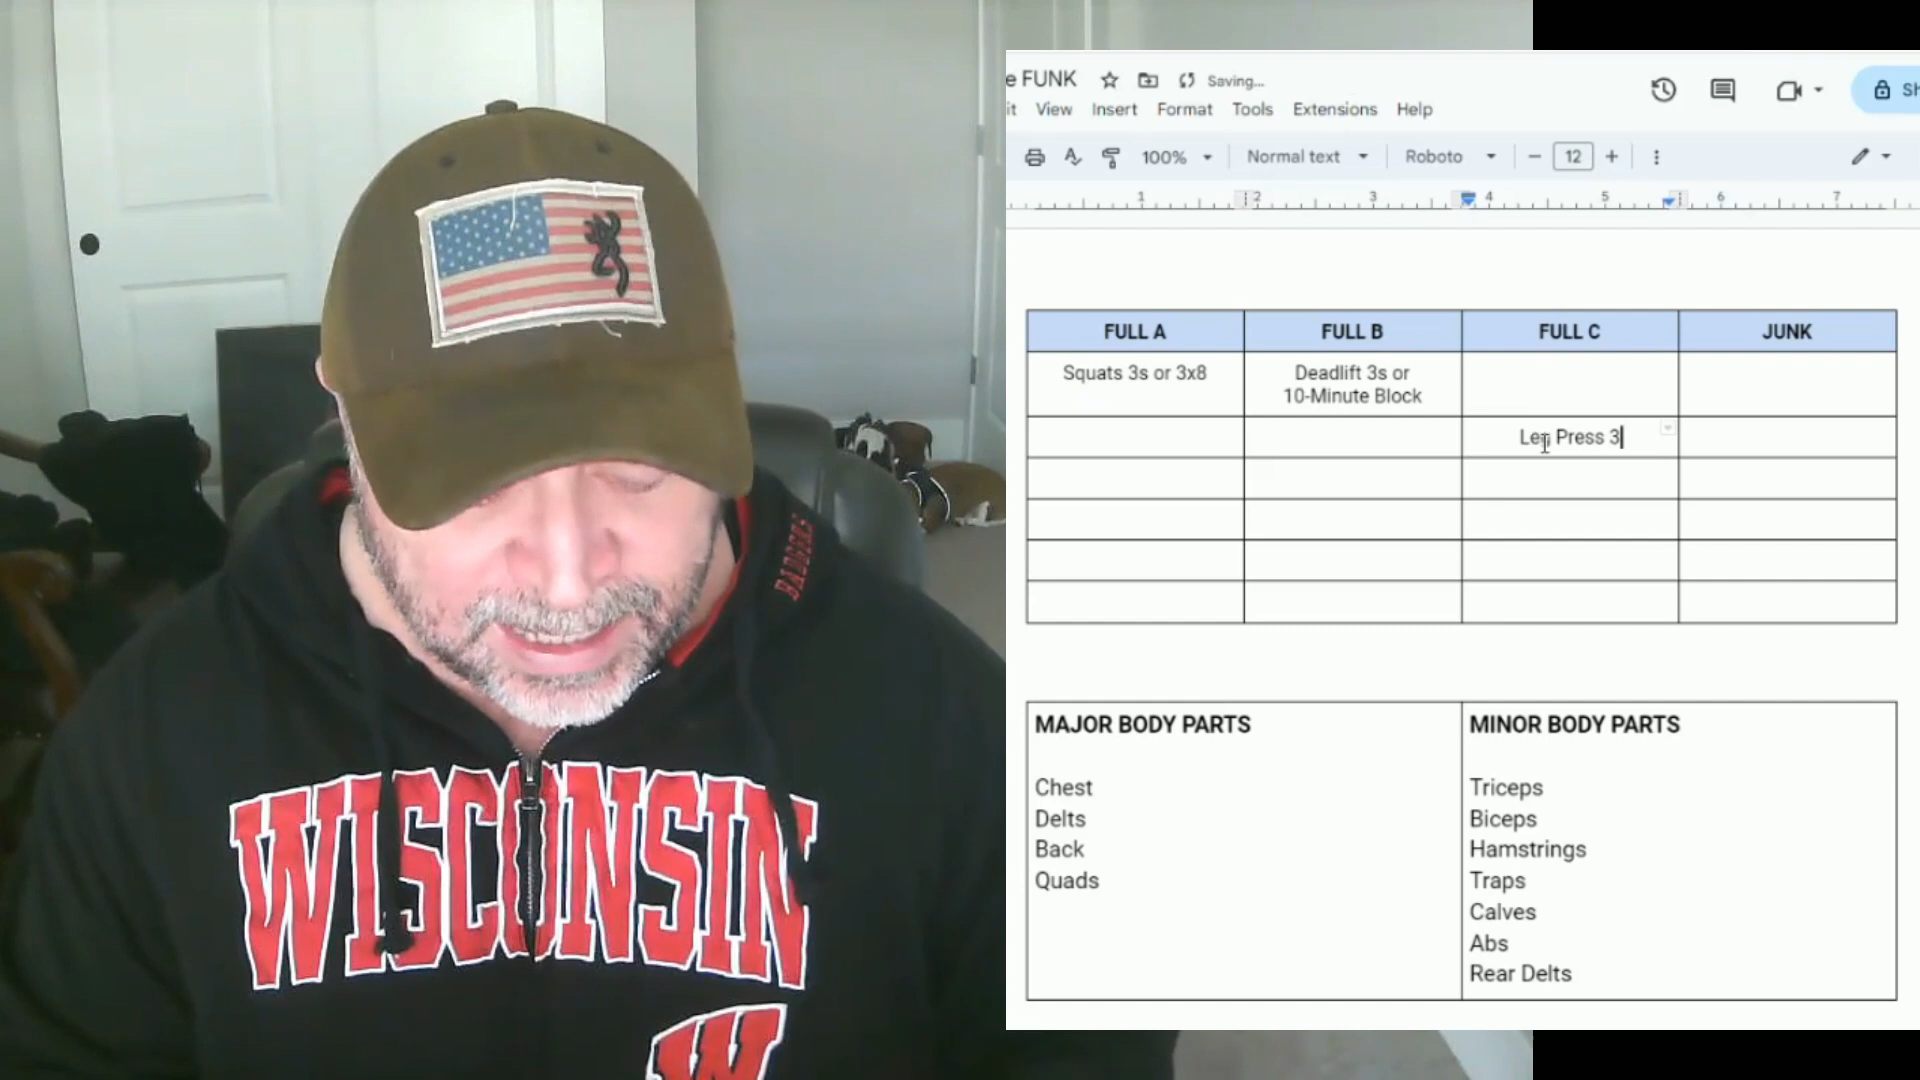 BADGERS
WISCONSIN
W
e FUNK
Saving...
it View Insert Format Tools Extensions Help
Sh
100% Normal text Roboto 12
1 2 3 4 5 6 7
FULL A FULL B FULL C JUNK
Squats 3s or 3x8
Deadlift 3s or
10-Minute Block
Leg Press 3
MAJOR BODY PARTS
Chest
Delts
Back
Quads
MINOR BODY PARTS
Triceps
Biceps
Hamstrings
Traps
Calves
Abs
Rear Delts